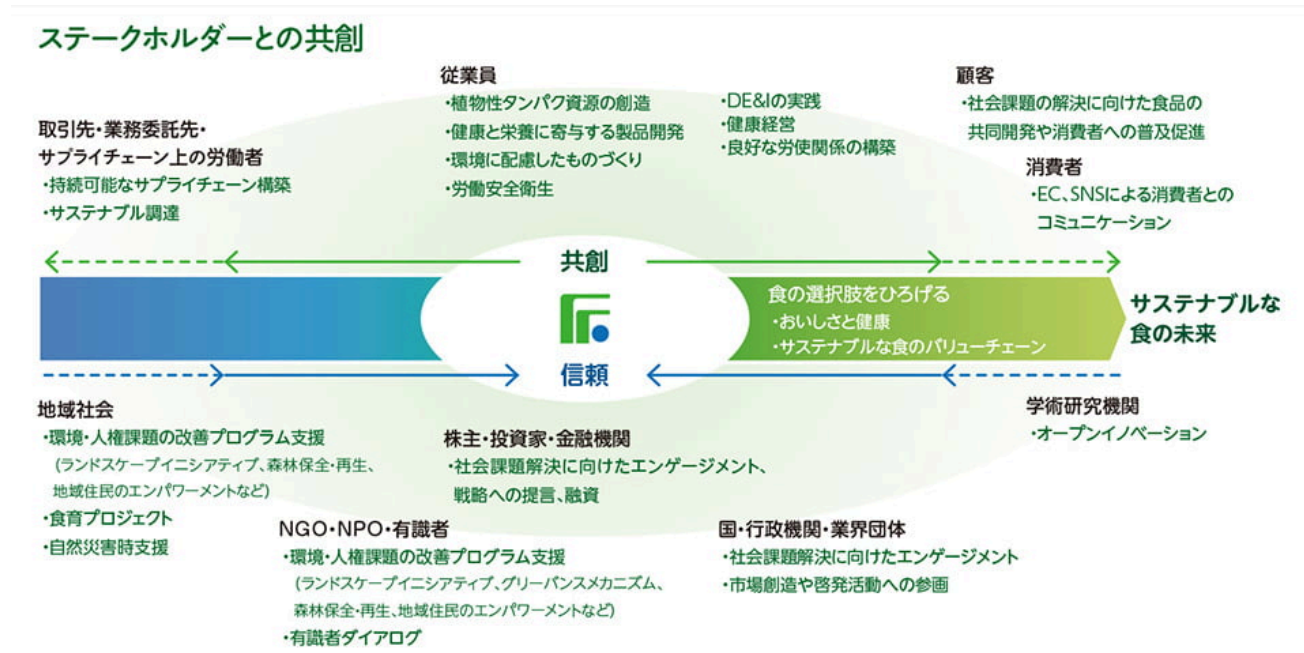 ステークホルダーとの共創
取引先・業務委託先・
サプライチェーン上の労働者
・持続可能なサプライチェーン構築
・サステナブル調達
従業員
・植物性タンパク資源の創造
・健康と栄養に寄与する製品開発
・環境に配慮したものづくり
・労働安全衛生
・DE&Iの実践
・健康経営
・良好な労使関係の構築
顧客
・社会課題の解決に向けた食品の
共同開発や消費者への普及促進
消費者
・EC、SNSによる消費者との
コミュニケーション
共創
信頼
食の選択肢をひろげる
・おいしさと健康
・サステナブルな食のバリューチェーン
サステナブルな
食の未来
地域社会
・環境・人権課題の改善プログラム支援
(ランドスケープイニシアティブ、森林保全・再生、
地域住民のエンパワーメントなど)
・食育プロジェクト
・自然災害時支援
株主・投資家・金融機関
・社会課題解決に向けたエンゲージメント、
戦略への提言、融資
学術研究機関
・オープンイノベーション
NGO・NPO・有識者
・環境・人権課題の改善プログラム支援
(ランドスケープイニシアティブ、グリーバンスメカニズム、
森林保全・再生、地域住民のエンパワーメントなど)
・有識者ダイアログ
国・行政機関・業界団体
・社会課題解決に向けたエンゲージメント
・市場創造や啓発活動への参画